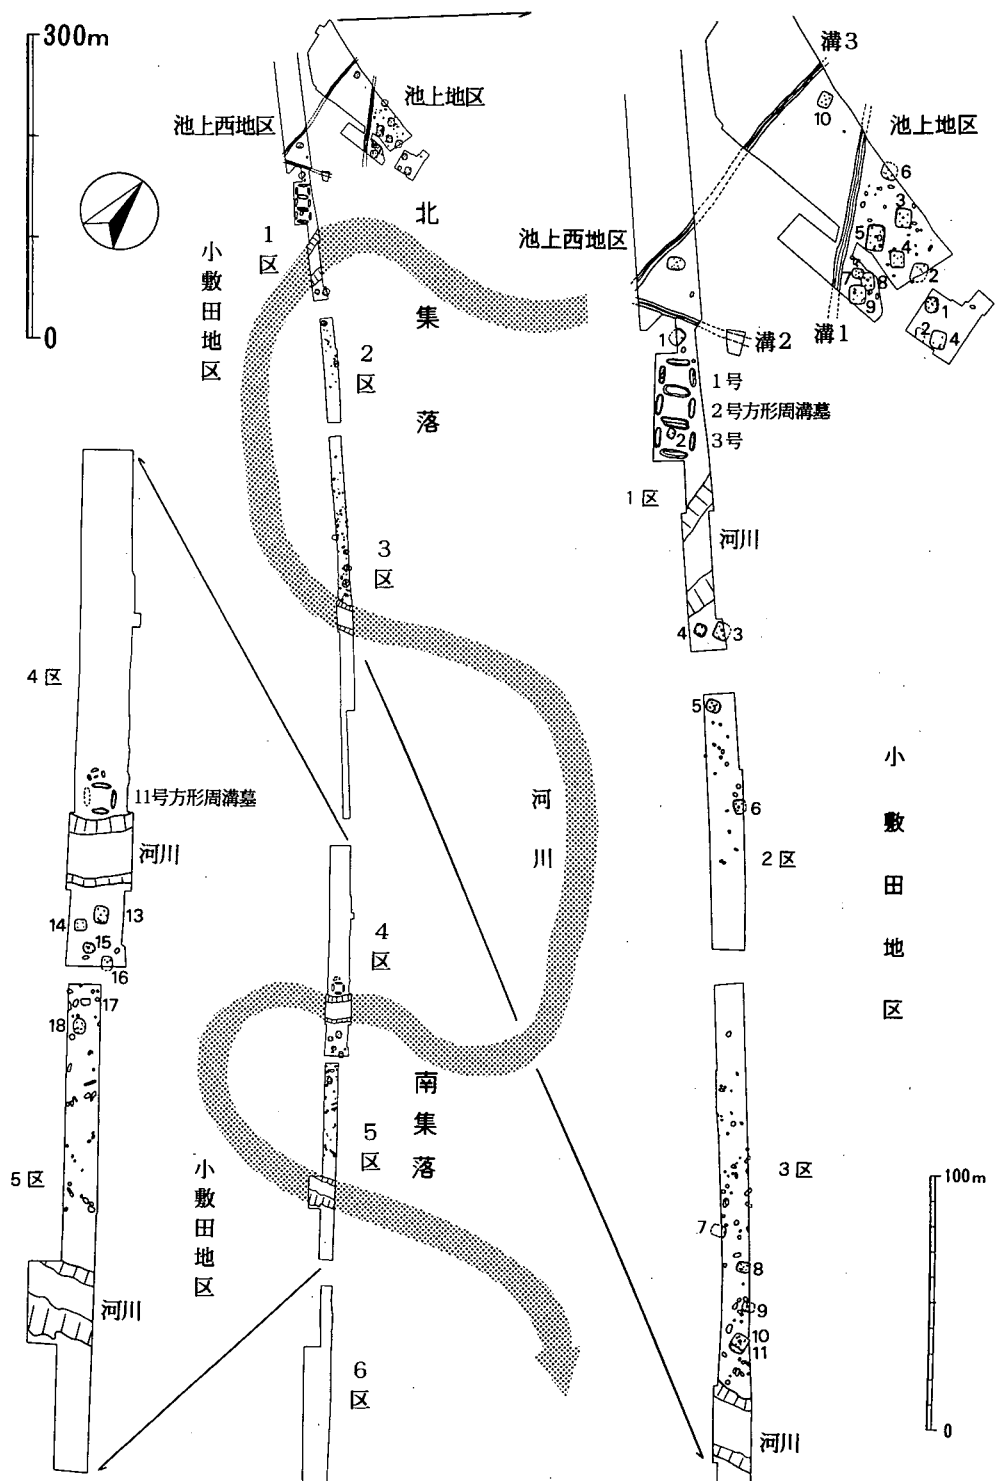 300m
0
池上地区
池上西地区
北集落
小敷田地区
1区
2区
3区
河川
4区
南集落
5区
小敷田地区
6区
4区
11号方形周溝墓
河川
13
14
15
16
17
18
5区
河川
溝3
10
池上地区
6
3
5
4
2
7
8
9
1
2
4
池上西地区
溝1
溝2
1
1号
2号方形周溝墓
2
3号
1区
河川
4
3
5
6
2区
小敷田地区
3区
7
8
9
10
11
河川
100m
0